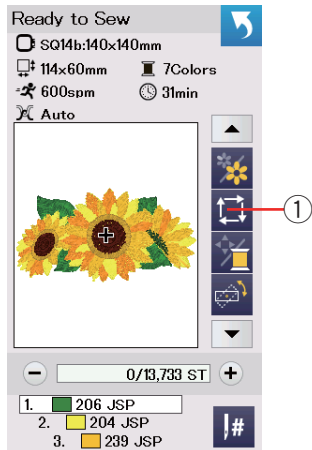 Ready to Sew
SQ14b:140x140mm
114x60mm 7Colors
600spm 31min
Auto
1
0/13,733 ST
1. 206 JSP
2. 204 JSP
3. 239 JSP
#